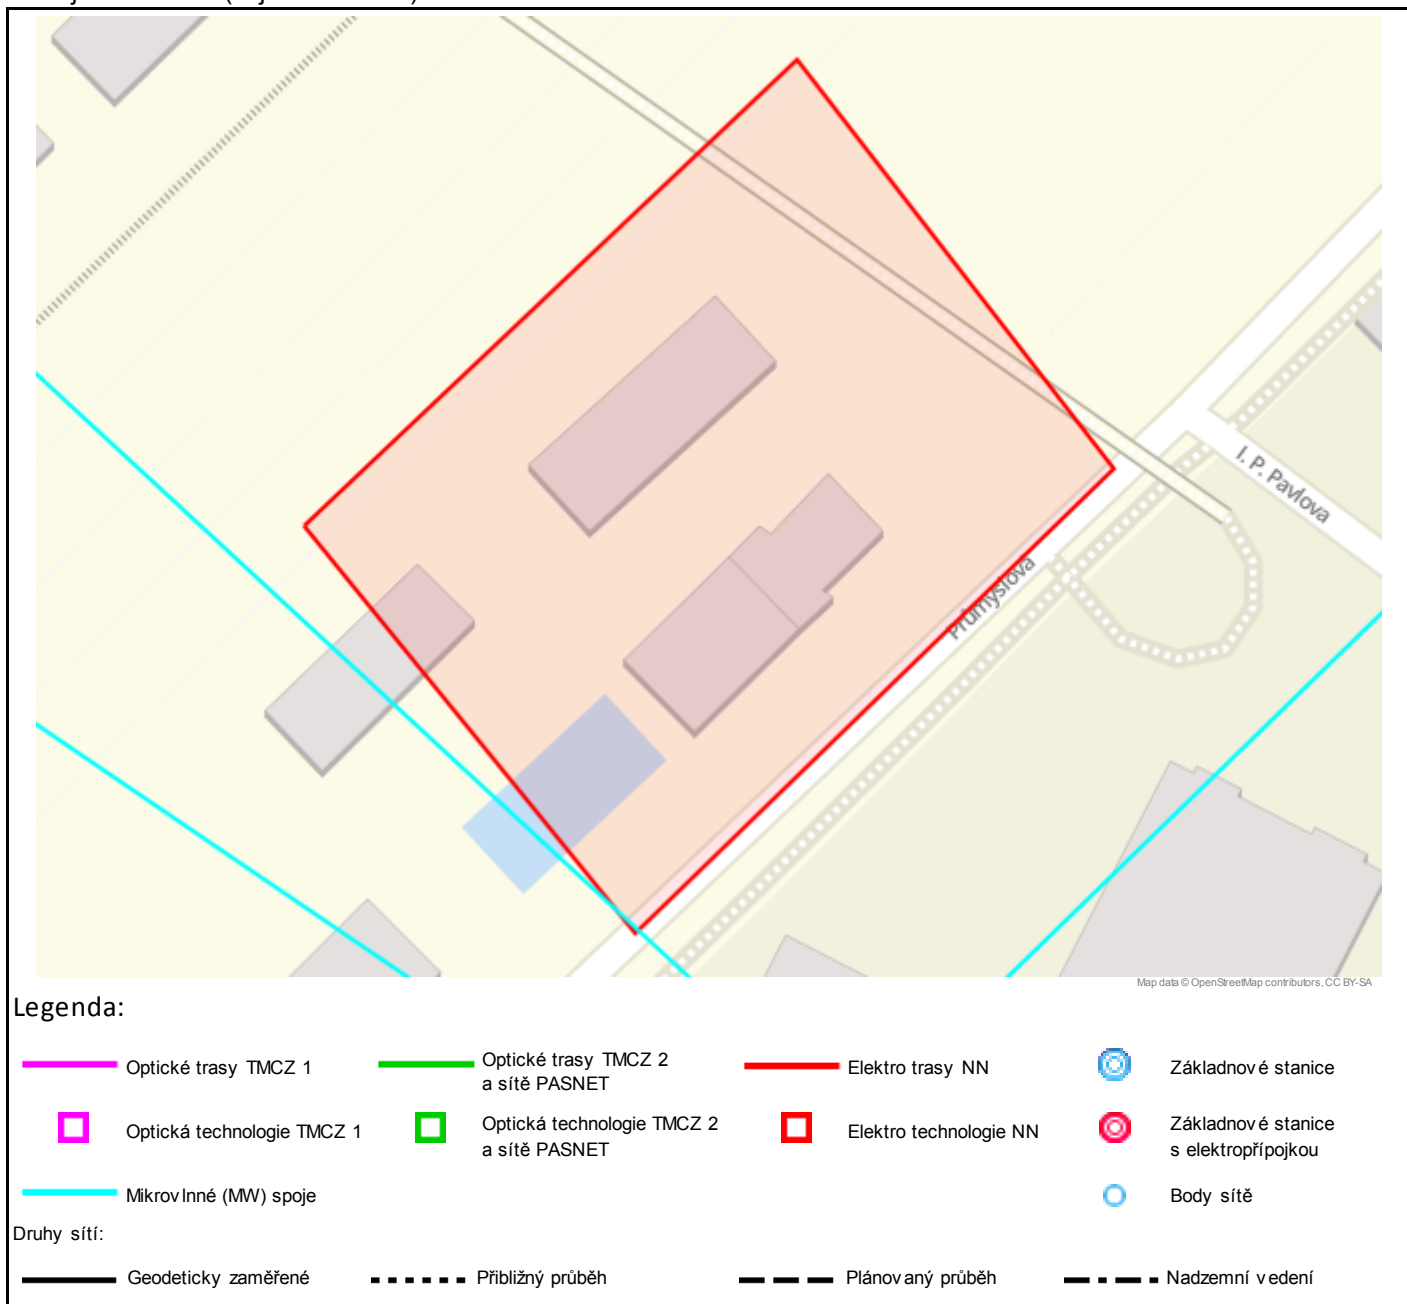 I. P. Pavlova
Průmyslova
Map data © OpenStreetMap contributors, CC BY-SA
Legenda:
Optické trasy TMCZ 1
Optické trasy TMCZ 2
a sítě PASNET
Elektro trasy NN
Základnové stanice
Optická technologie TMCZ 1
Optická technologie TMCZ 2
a sítě PASNET
Elektro technologie NN
Základnové stanice
s elektropřípojkou
Mikrovlnné (MW) spoje
Body sítě
Druhy sítí:
Geodeticky zaměřené
Přibližný průběh
Plánovaný průběh
Nadzemní vedení